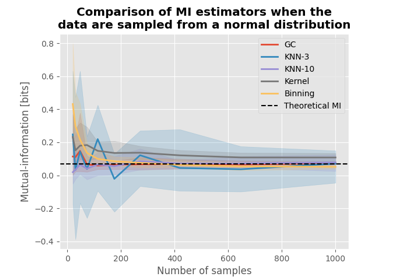 Comparison of MI estimators when the
data are sampled from a normal distribution
Mutual-information [bits]
0.8
0.6
0.4
0.2
0.0
−0.2
−0.4
GC
KNN-3
KNN-10
Kernel
Binning
Theoretical MI
0
200
400
600
800
1000
Number of samples